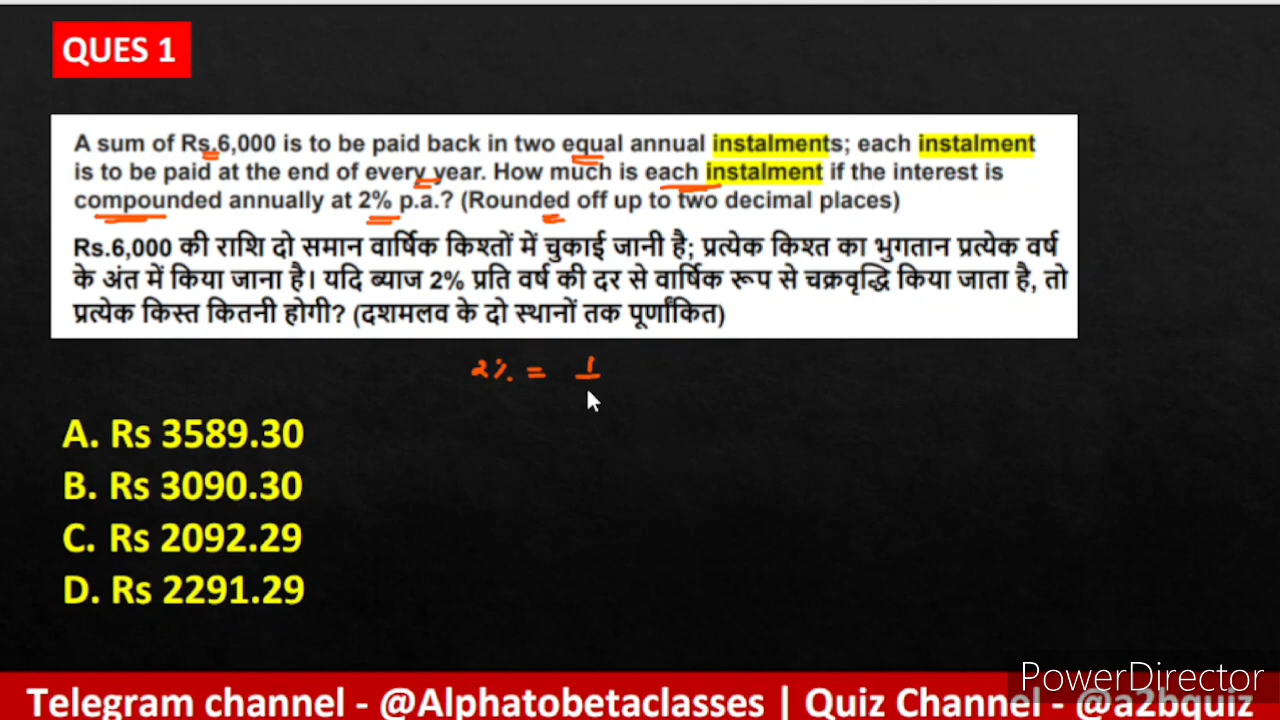 QUES 1
A sum of Rs.6,000 is to be paid back in two equal annual instalments; each instalment
is to be paid at the end of every year. How much is each instalment if the interest is
compounded annually at 2% p.a.? (Rounded off up to two decimal places)
Rs.6,000 की राशि दो समान वार्षिक किश्तों में चुकाई जानी है; प्रत्येक किश्त का भुगतान प्रत्येक वर्ष
के अंत में किया जाना है। यदि ब्याज 2% प्रति वर्ष की दर से वार्षिक रूप से चक्रवृद्धि किया जाता है, तो
प्रत्येक किस्त कितनी होगी? (दशमलव के दो स्थानों तक पूर्णांकित)
2% = 1
A. Rs 3589.30
B. Rs 3090.30
C. Rs 2092.29
D. Rs 2291.29
PowerDirector
Telegram channel - @Alphatobetaclasses | Quiz Channel - @a2bquiz